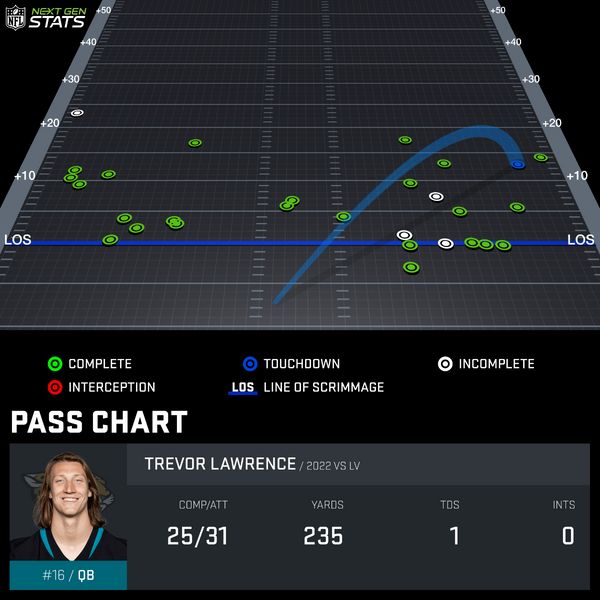 NFL NEXT GEN STATS
+50 +50
+40 +40
+30 +30
+20 +20
+10 +10
LOS LOS
COMPLETE TOUCHDOWN INCOMPLETE
INTERCEPTION LOS LINE OF SCRIMMAGE
PASS CHART
TREVOR LAWRENCE / 2022 VS LV
COMP/ATT YARDS TDS INTS
25/31 235 1 0
#16 / QB